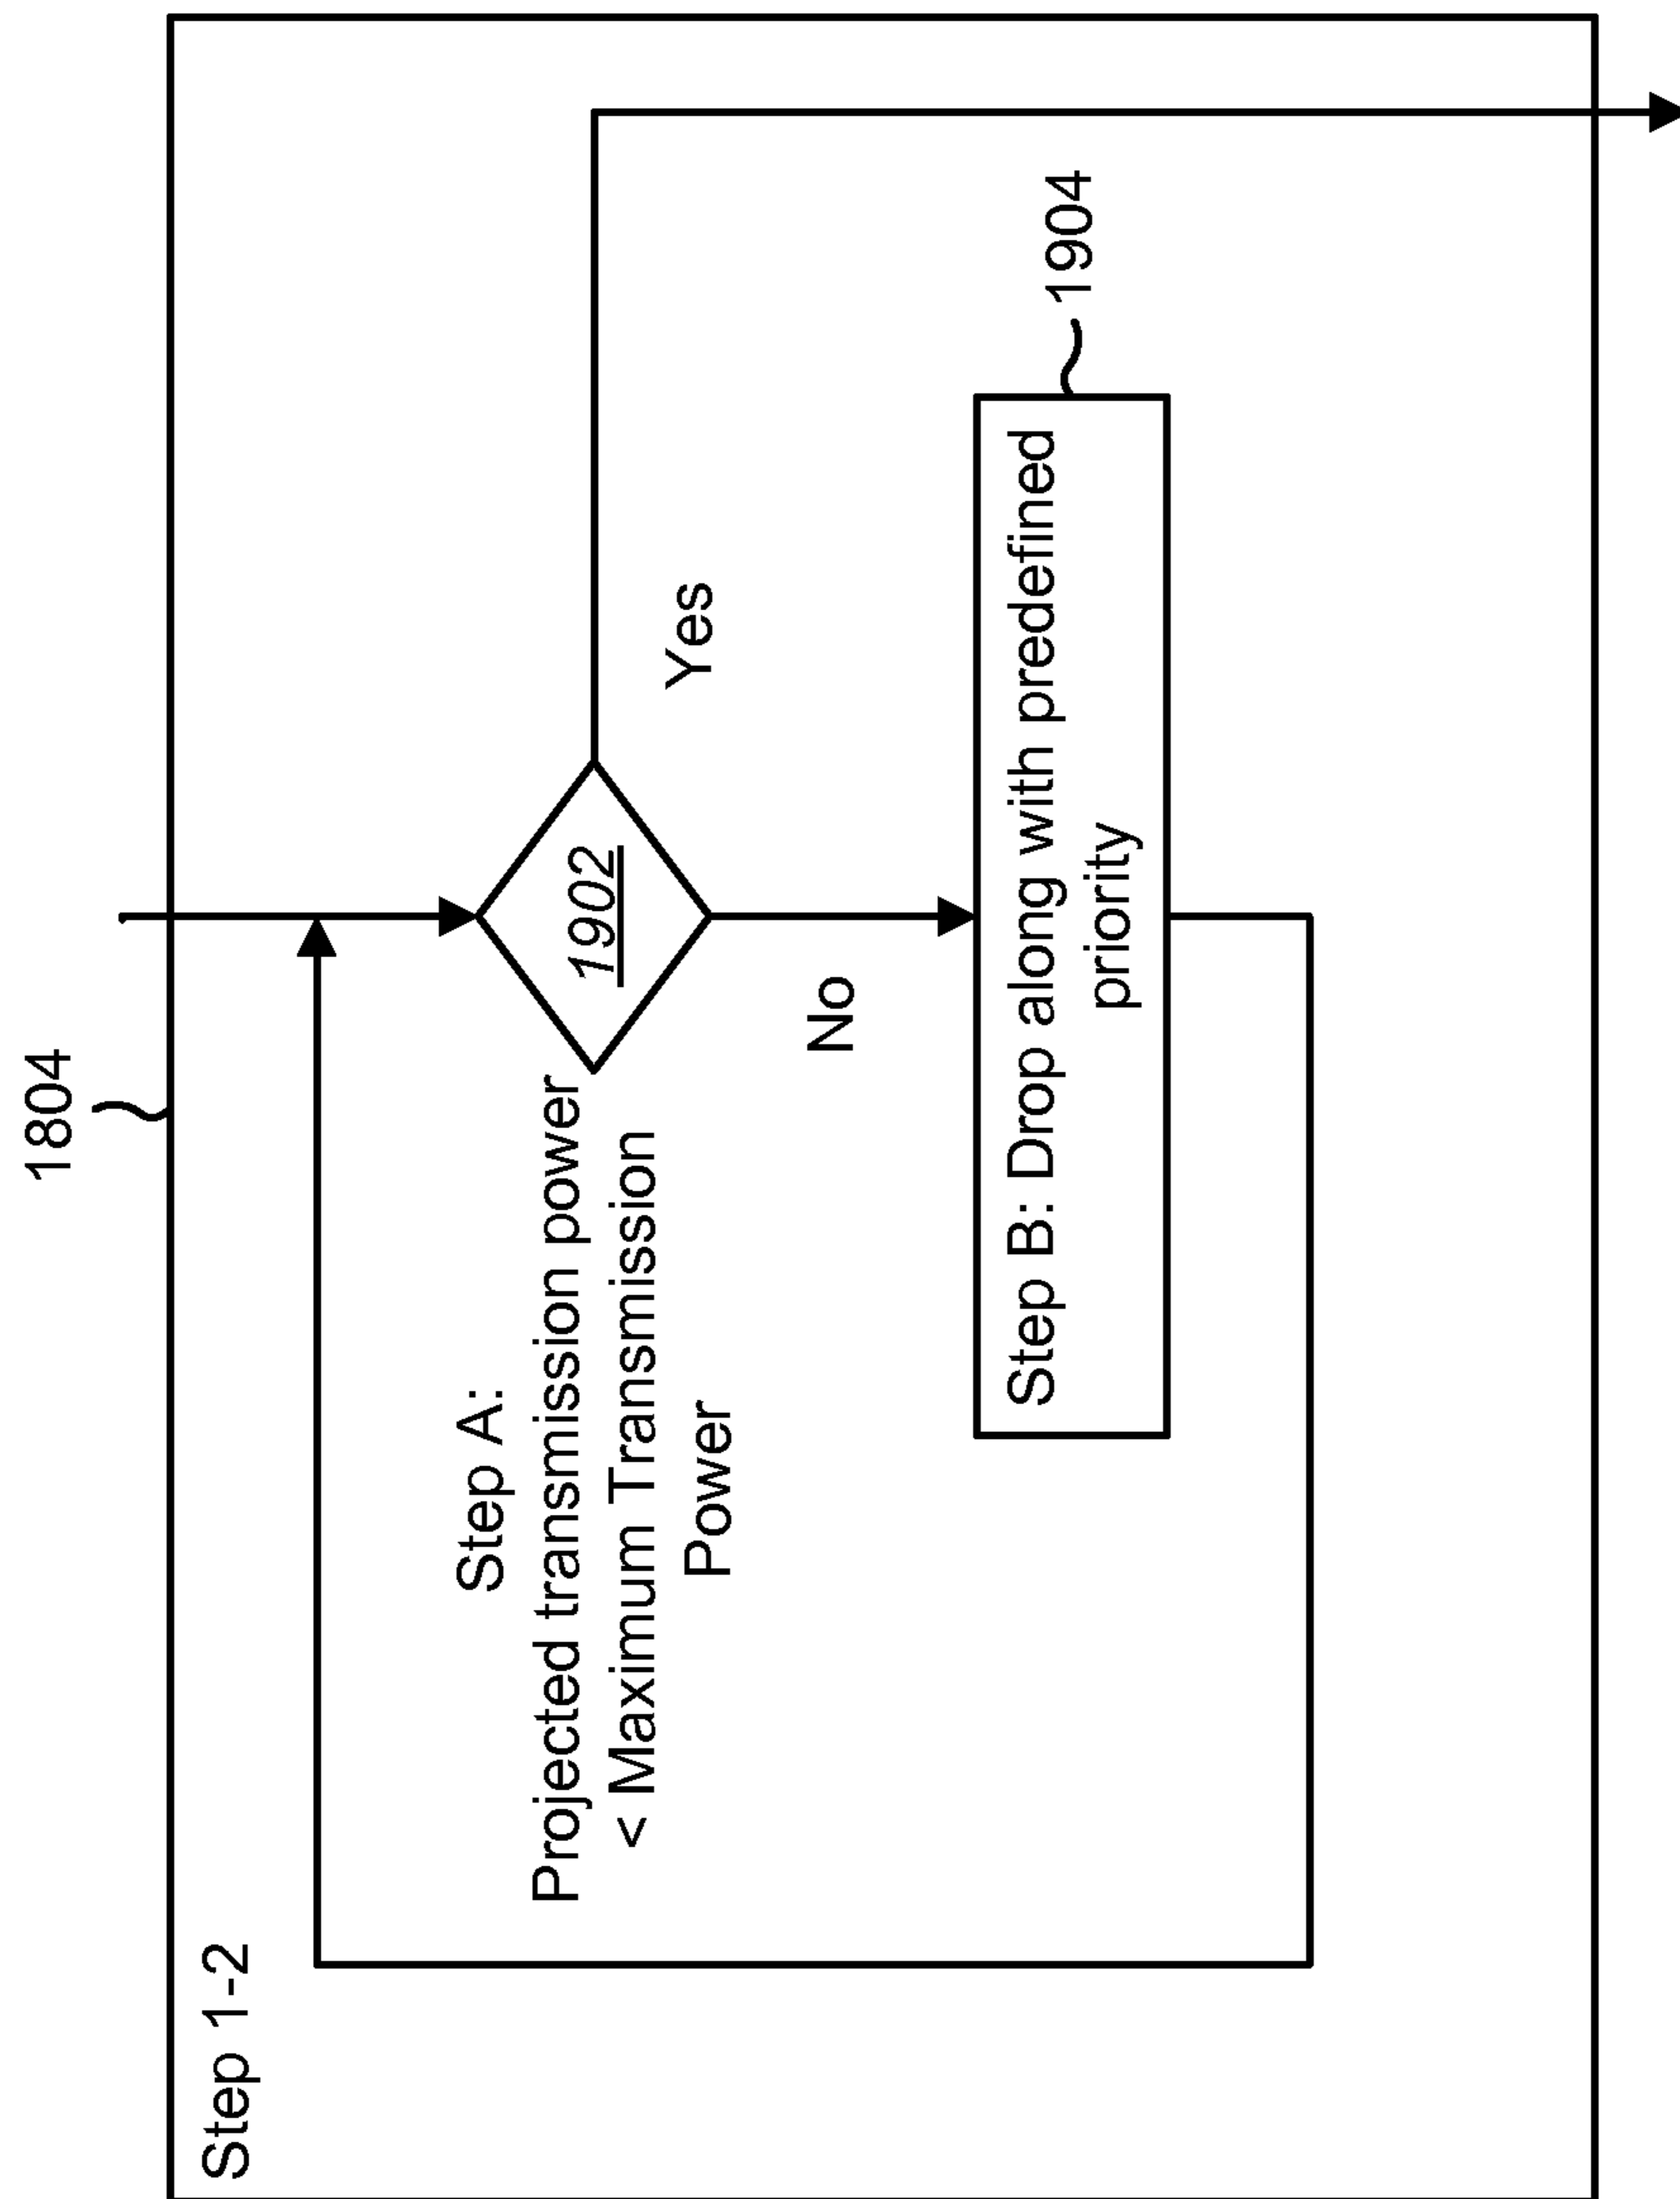 1804
Step 1-2
Step A:
Projected transmission power
< Maximum Transmission
Power
1902
Yes
No
Step B: Drop along with predefined
priority
1904